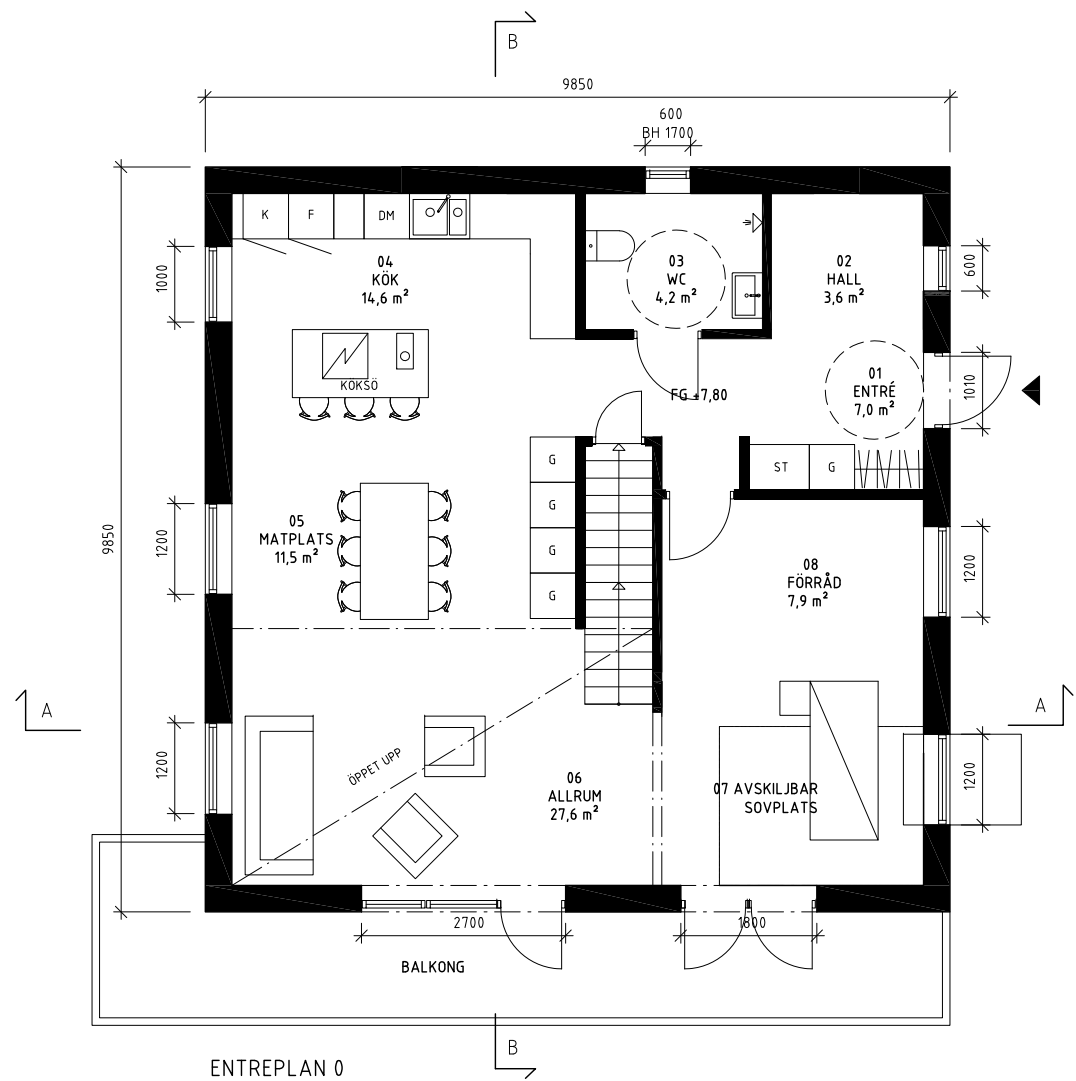 B
9850
600
BH 1700
K
F
DM
04
KÖK
14,6 m²
03
WC
4,2 m²
02
HALL
3,6 m²
600
1000
KÖKSÖ
01
ENTRÉ
7,0 m²
1010
FG +7,80
ST
G
G
G
G
G
9850
1200
05
MATPLATS
11,5 m²
1200
08
FÖRRÅD
7,9 m²
A
A
1200
ÖPPET UPP
06
ALLRUM
27,6 m²
07 AVSKILJBAR
SOVPLATS
1200
2700
1800
BALKONG
B
ENTREPLAN 0